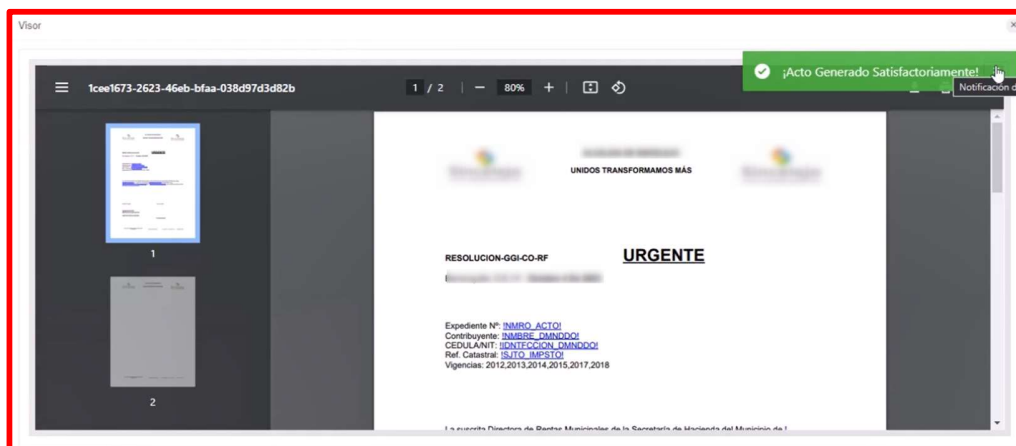 Visor
¡Acto Generado Satisfactoriamente!
1cee1673-2623-46eb-bfaa-038d97d3d82b
1 / 2
80%
Notificación d
UNIDOS TRANSFORMAMOS MÁS
RESOLUCION-GGI-CO-RF URGENTE
Expediente Nº: !NMRO_ACTO!
Contribuyente: !NMBRE_DMNDDO!
CEDULA/NIT: !IDNTFCCION_DMNDDO!
Ref. Catastral: !SJTO_IMPSTO!
Vigencias: 2012,2013,2014,2015,2017,2018
La suscrita Directora de Rentas Municipales de la Secretaría de Hacienda del Municipio de
1
2